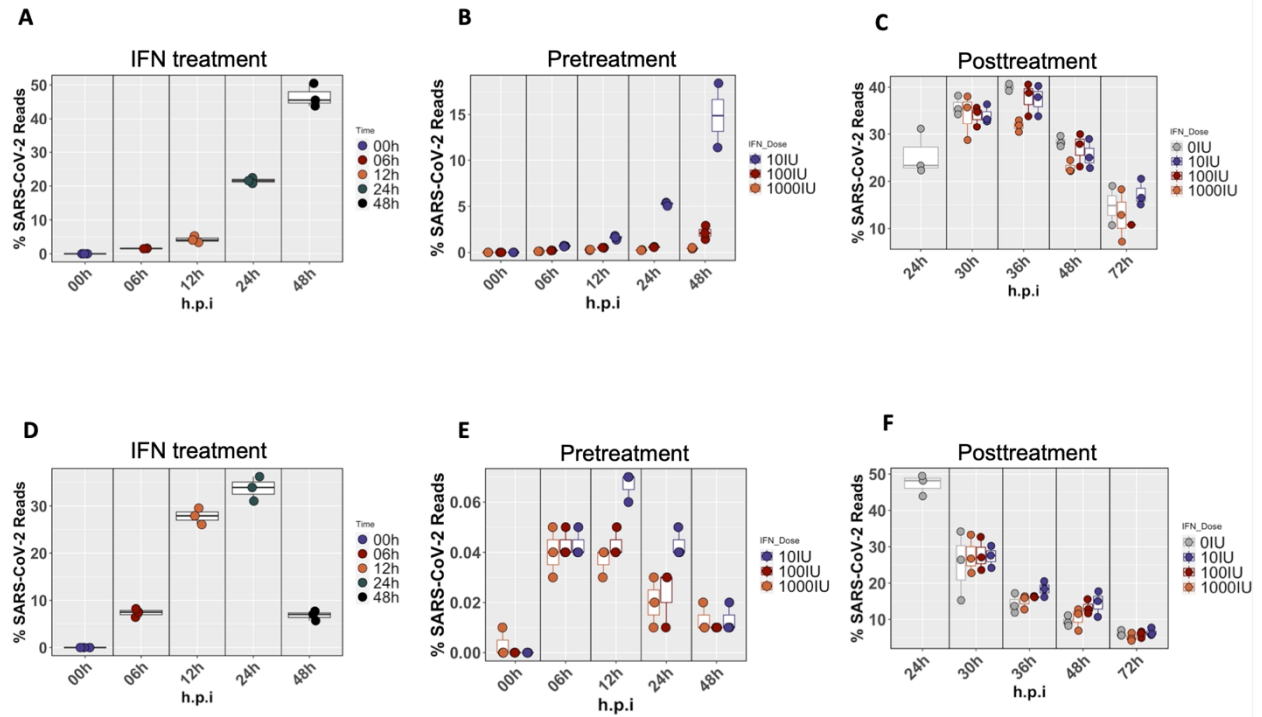 A
IFN treatment
% SARS-CoV-2 Reads
50
40
30
20
10
0
00h
06h
12h
24h
48h
h.p.i
Time
00h
06h
12h
24h
48h
B
Pretreatment
% SARS-CoV-2 Reads
15
10
5
0
00h
06h
12h
24h
48h
h.p.i
IFN_Dose
10IU
100IU
1000IU
C
Posttreatment
% SARS-CoV-2 Reads
40
30
20
10
24h
30h
36h
48h
72h
h.p.i
IFN_Dose
0IU
10IU
100IU
1000IU
D
IFN treatment
% SARS-CoV-2 Reads
30
20
10
0
00h
06h
12h
24h
48h
h.p.i
Time
00h
06h
12h
24h
48h
E
Pretreatment
% SARS-CoV-2 Reads
0.06
0.04
0.02
0.00
00h
06h
12h
24h
48h
h.p.i
IFN_Dose
10IU
100IU
1000IU
F
Posttreatment
% SARS-CoV-2 Reads
50
40
30
20
10
24h
30h
36h
48h
72h
h.p.i
IFN_Dose
0IU
10IU
100IU
1000IU